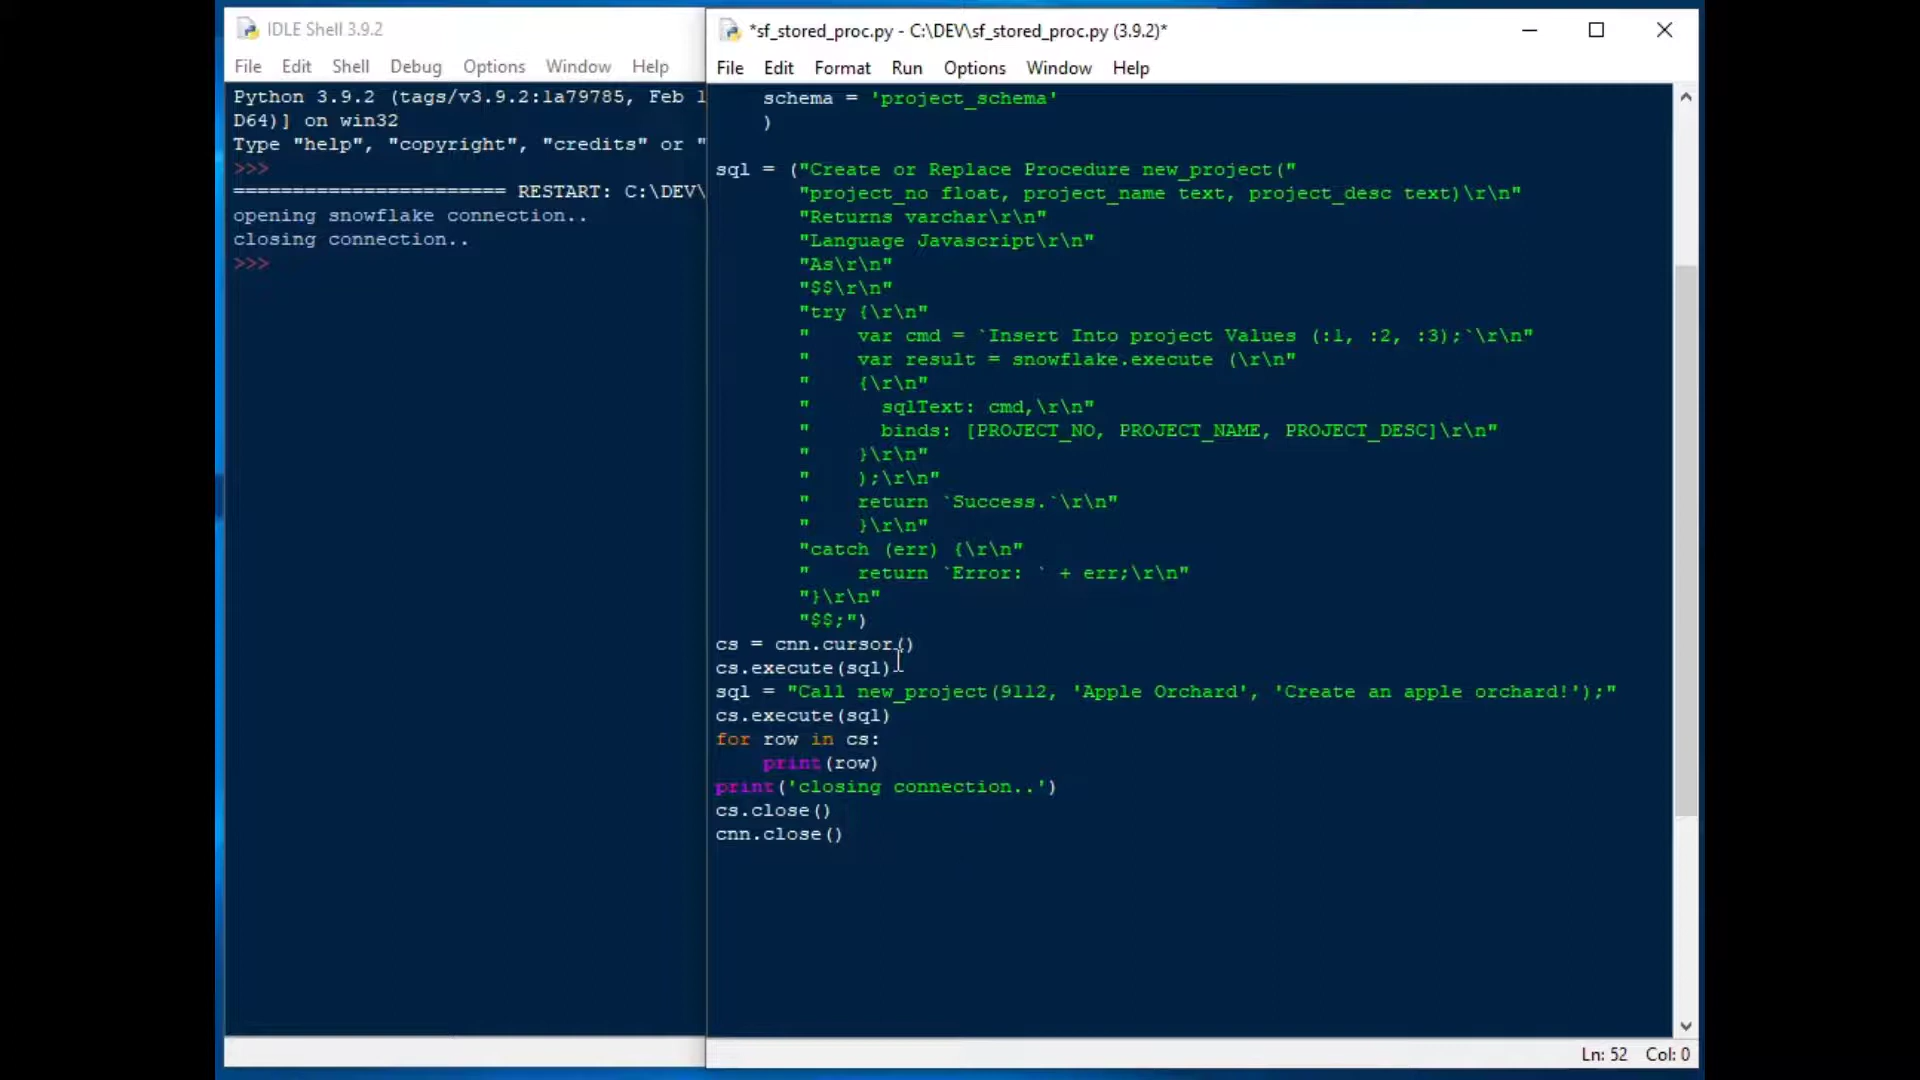 IDLE Shell 3.9.2
File Edit Shell Debug Options Window Help
Python 3.9.2 (tags/v3.9.2:1a79785, Feb 1
D64)] on win32
Type "help", "copyright", "credits" or "
>>>
======================= RESTART: C:\DEV\
opening snowflake connection..
closing connection..
>>>
*sf_stored_proc.py - C:\DEV\sf_stored_proc.py (3.9.2)*
File Edit Format Run Options Window Help
    schema = 'project_schema'
    )
sql = ("Create or Replace Procedure new_project("
       "project_no float, project_name text, project_desc text)\r\n"
       "Returns varchar\r\n"
       "Language Javascript\r\n"
       "As\r\n"
       "$$\r\n"
       "try {\r\n"
       "    var cmd = `Insert Into project Values (:1, :2, :3);`\r\n"
       "    var result = snowflake.execute (\r\n"
       "    {\r\n"
       "      sqlText: cmd,\r\n"
       "      binds: [PROJECT_NO, PROJECT_NAME, PROJECT_DESC]\r\n"
       "    }\r\n"
       "    );\r\n"
       "    return `Success.`\r\n"
       "    }\r\n"
       "catch (err) {\r\n"
       "    return `Error: ` + err;\r\n"
       "}\r\n"
       "$$;")
cs = cnn.cursor()
cs.execute(sql)
sql = "Call new_project(9112, 'Apple Orchard', 'Create an apple orchard!');"
cs.execute(sql)
for row in cs:
    print(row)
print('closing connection..')
cs.close()
cnn.close()
Ln: 52 Col: 0